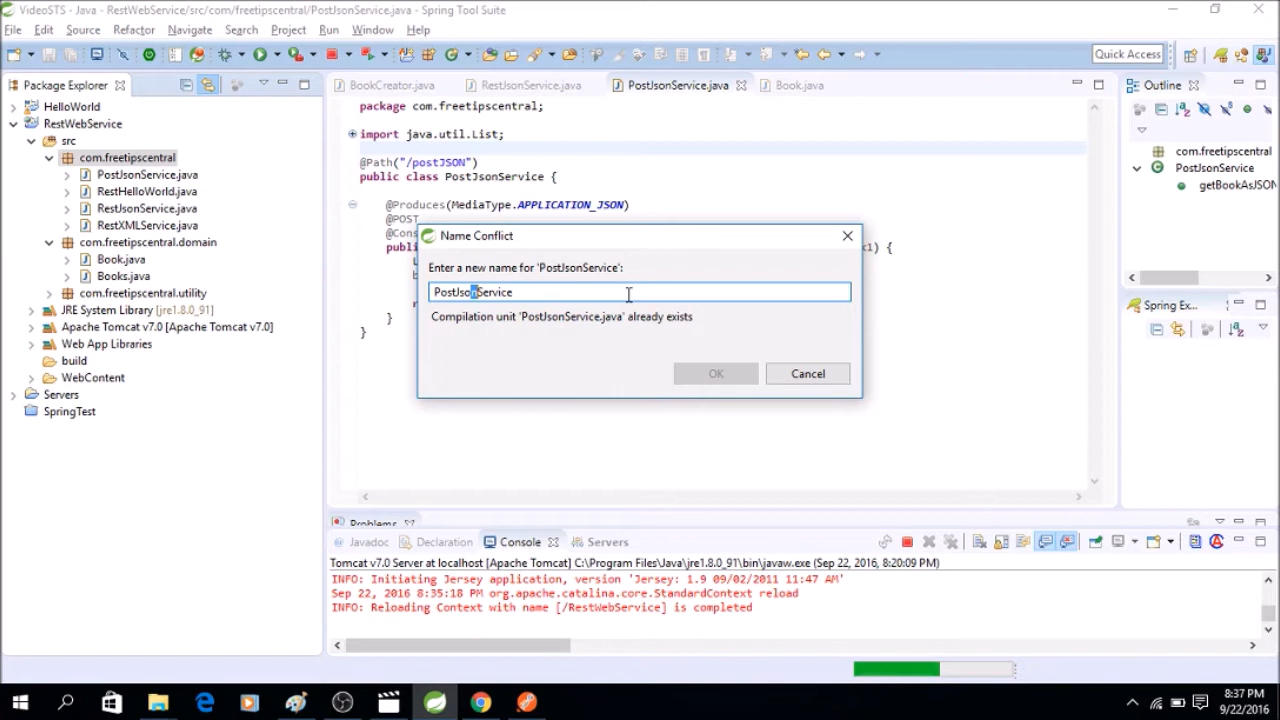 VideoSTS - Java - RestWebService/src/com/freetipscentral/PostJsonService.java - Spring Tool Suite
File Edit Source Refactor Navigate Search Project Run Window Help
Quick Access
Package Explorer
HelloWorld
RestWebService
src
com.freetipscentral
PostJsonService.java
RestHelloWorld.java
RestJsonService.java
RestXMLService.java
com.freetipscentral.domain
Book.java
Books.java
com.freetipscentral.utility
JRE System Library [jre1.8.0_91]
Apache Tomcat v7.0 [Apache Tomcat v7.0]
Web App Libraries
build
WebContent
Servers
SpringTest
BookCreator.java RestJsonService.java PostJsonService.java Book.java
package com.freetipscentral;
import java.util.List;
@Path("/postJSON")
public class PostJsonService {
@Produces(MediaType.APPLICATION_JSON)
@POST
@Cons
publi k1) {
}
}
Name Conflict
Enter a new name for 'PostJsonService':
PostJsonService
Compilation unit 'PostJsonService.java' already exists
OK Cancel
Outline
com.freetipscentral
PostJsonService
getBookAsJSON
Spring Ex...
Problems
Javadoc Declaration Console Servers
Tomcat v7.0 Server at localhost [Apache Tomcat] C:\Program Files\Java\jre1.8.0_91\bin\javaw.exe (Sep 22, 2016, 8:20:09 PM)
INFO: Initiating Jersey application, version 'Jersey: 1.9 09/02/2011 11:47 AM'
Sep 22, 2016 8:35:18 PM org.apache.catalina.core.StandardContext reload
INFO: Reloading Context with name [/RestWebService] is completed
8:37 PM
9/22/2016